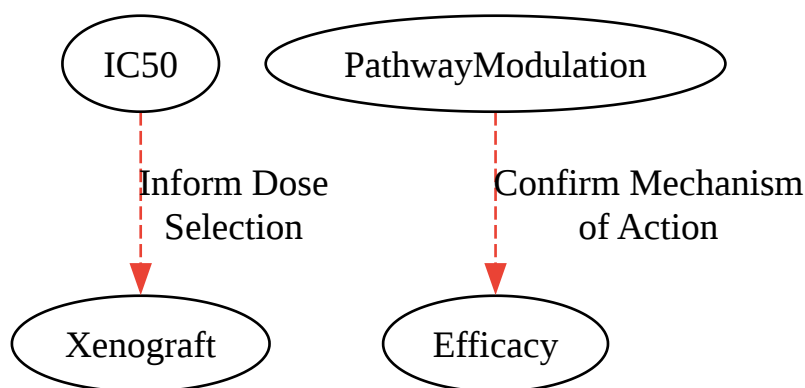 IC50
PathwayModulation
Inform Dose
Selection
Confirm Mechanism
of Action
Xenograft
Efficacy